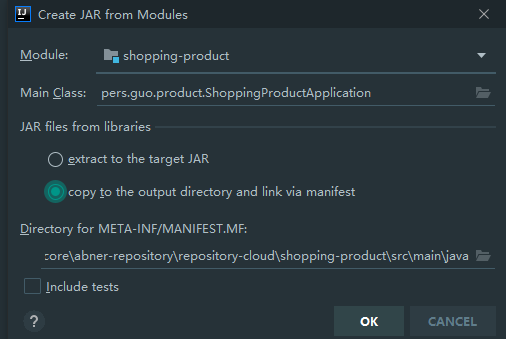 IJ
Create JAR from Modules
Module: shopping-product
Main Class: pers.guo.product.ShoppingProductApplication
JAR files from libraries
extract to the target JAR
copy to the output directory and link via manifest
Directory for META-INF/MANIFEST.MF:
core\abner-repository\repository-cloud\shopping-product\src\main\java
Include tests
? OK CANCEL